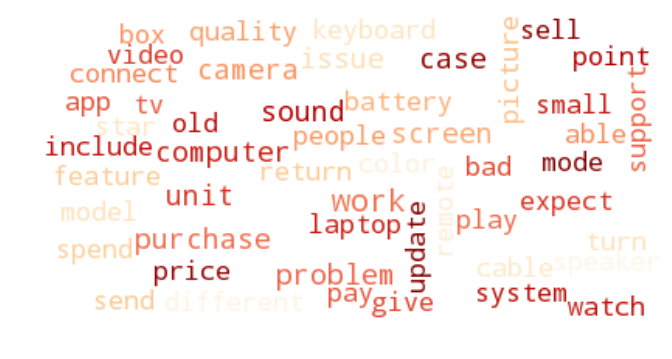 box quality keyboard sell
video issue case picture point
connect camera
app tv battery small support
star old sound
include computer people screen able
feature return color bad mode
unit work remote expect
model laptop update play
spend purchase turn
price problem cable speaker
send different pay give system watch